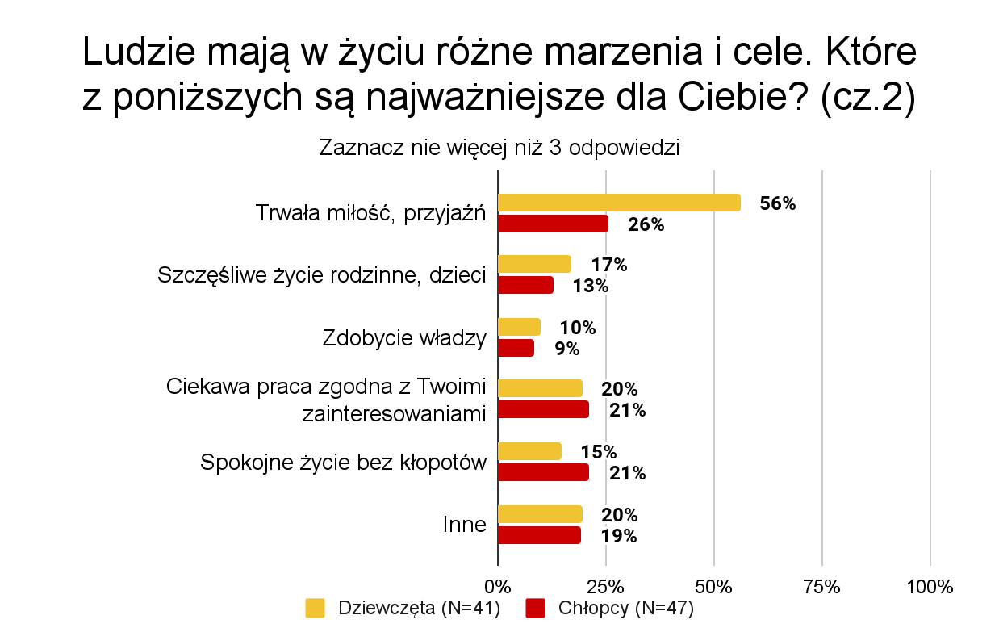 Ludzie mają w życiu różne marzenia i cele. Które
z poniższych są najważniejsze dla Ciebie? (cz.2)
Zaznacz nie więcej niż 3 odpowiedzi
Trwała miłość, przyjaźń
56%
26%
Szczęśliwe życie rodzinne, dzieci
17%
13%
Zdobycie władzy
10%
9%
Ciekawa praca zgodna z Twoimi
zainteresowaniami
20%
21%
Spokojne życie bez kłopotów
15%
21%
Inne
20%
19%
0% 25% 50% 75% 100%
Dziewczęta (N=41) Chłopcy (N=47)